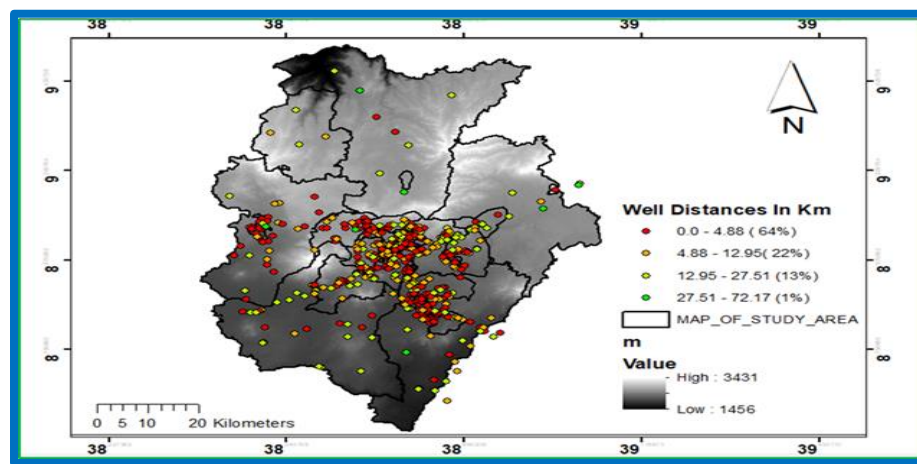 38 38 38 39 39
9
9
8
8
9
9
8
8
N
Well Distances In Km
0.0 - 4.88 ( 64%)
4.88 - 12.95( 22%)
12.95 - 27.51 (13%)
27.51 - 72.17 (1%)
MAP_OF_STUDY_AREA
m
Value
High : 3431
Low : 1456
0 5 10 20 Kilometers
38 38 38 39 39